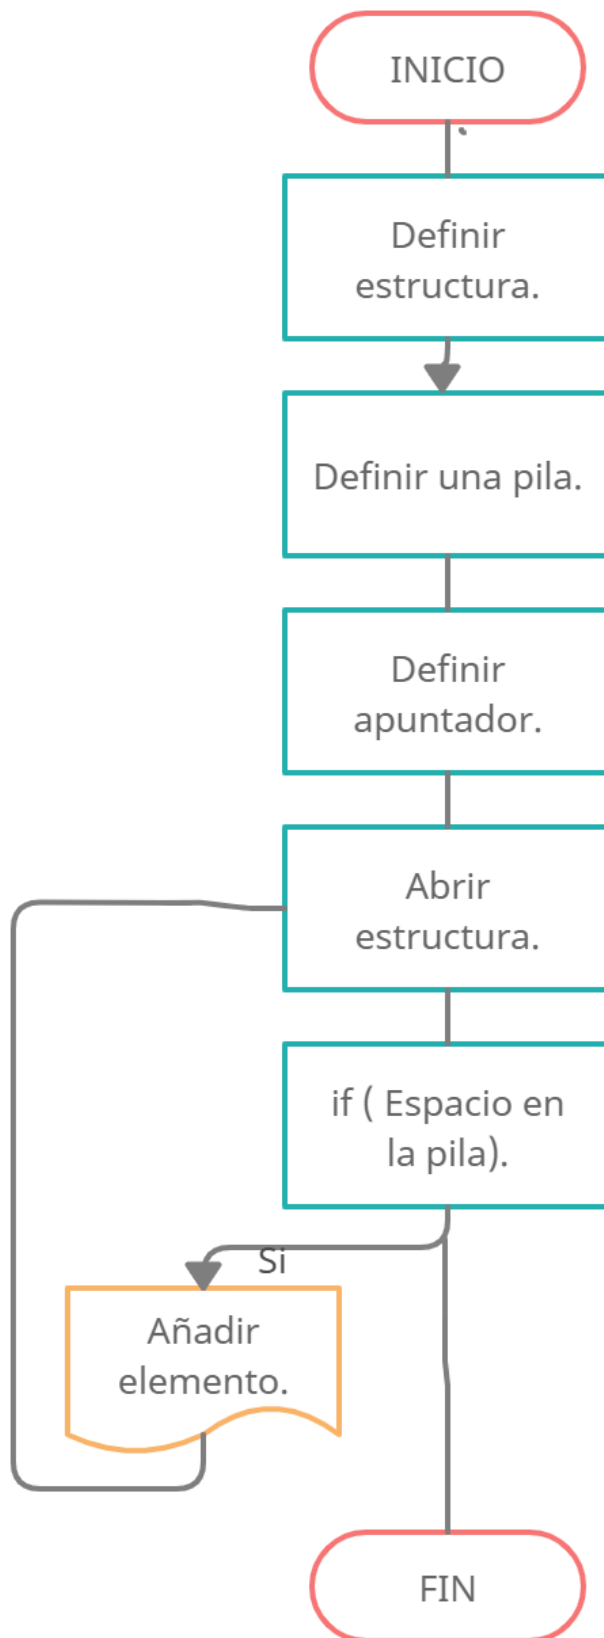 INICIO
Definir
estructura.
Definir una pila.
Definir
apuntador.
Abrir
estructura.
if ( Espacio en
la pila).
Si
Añadir
elemento.
FIN